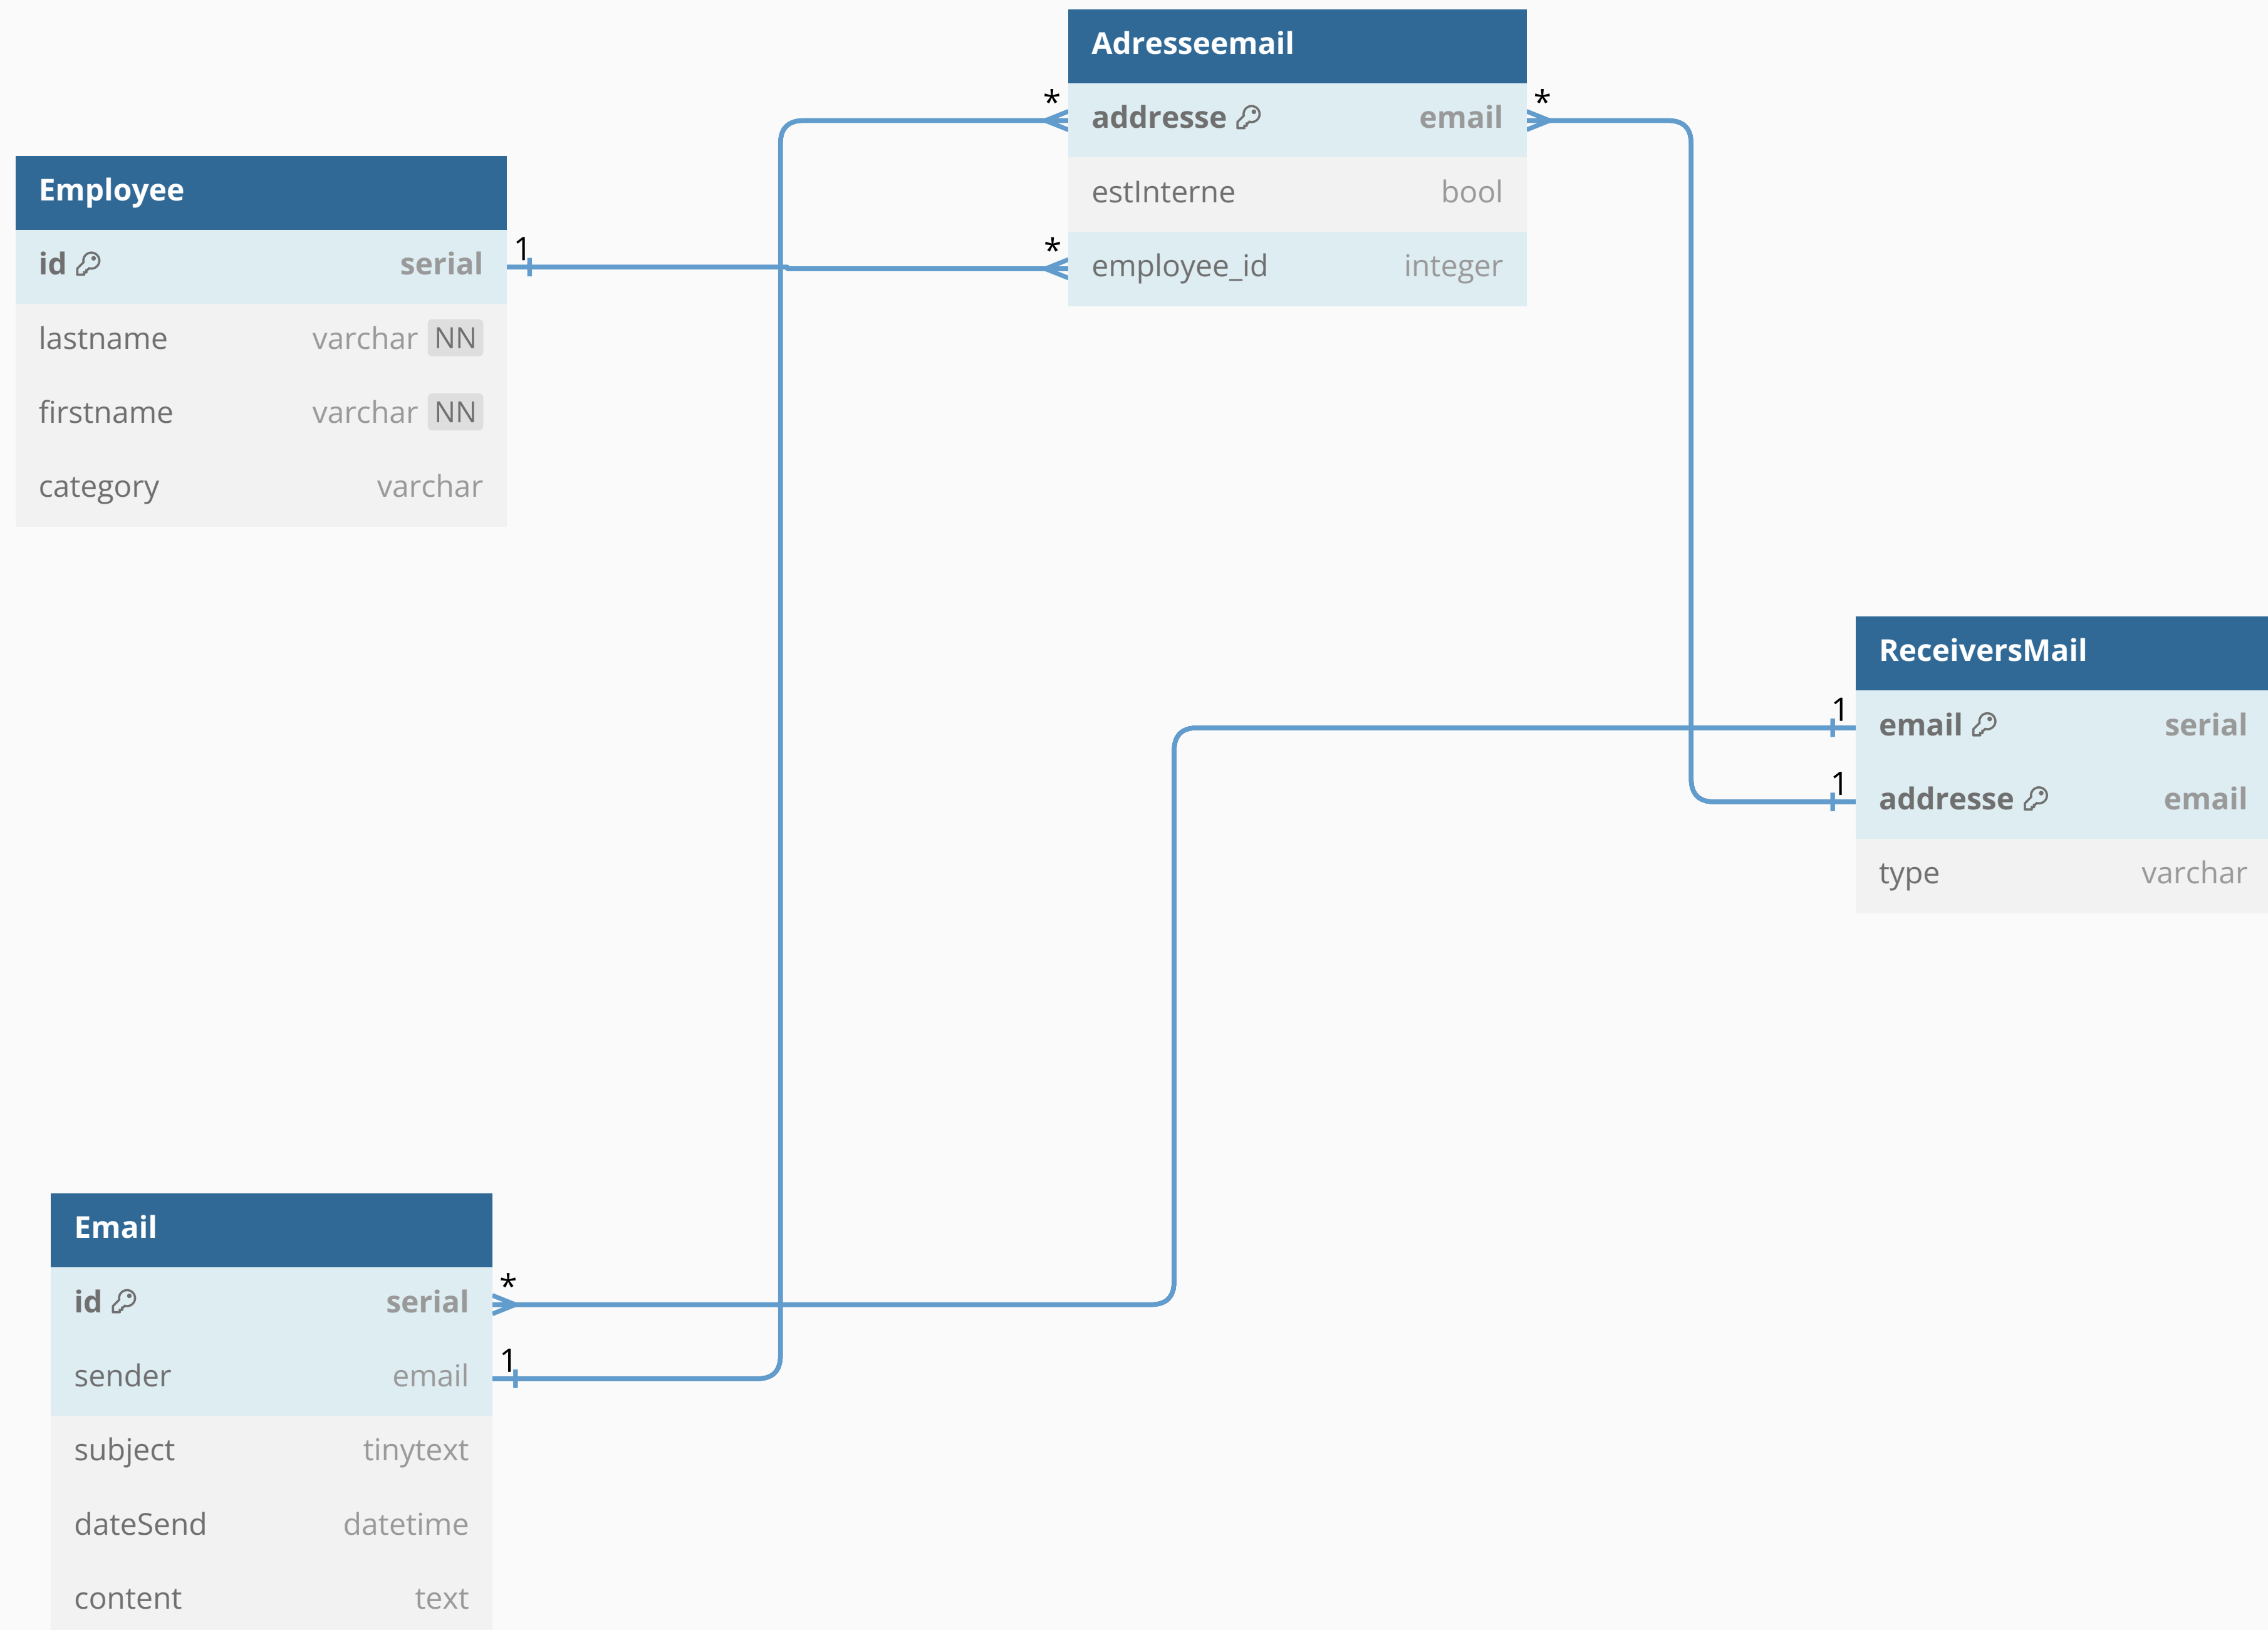 Adresseemail
* addresse email *
estInterne bool
* employee_id integer
Employee
id serial 1
lastname varchar NN
firstname varchar NN
category varchar
ReceiversMail
1 email serial
1 addresse email
type varchar
Email
id serial *
sender email 1
subject tinytext
dateSend datetime
content text